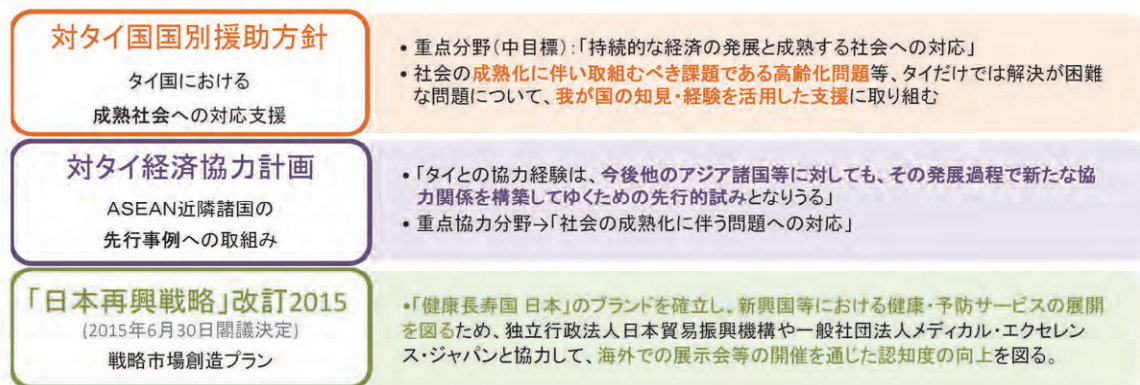 対タイ国国別援助方針
タイ国における
成熟社会への対応支援
• 重点分野(中目標):「持続的な経済の発展と成熟する社会への対応」
• 社会の成熟化に伴い取組むべき課題である高齢化問題等、タイだけでは解決が困難
な問題について、我が国の知見・経験を活用した支援に取り組む
対タイ経済協力計画
ASEAN近隣諸国の
先行事例への取組み
• 「タイとの協力経験は、今後他のアジア諸国等に対しても、その発展過程で新たな協
力関係を構築してゆくための先行的試みとなりうる」
• 重点協力分野→「社会の成熟化に伴う問題への対応」
「日本再興戦略」改訂2015
(2015年6月30日閣議決定)
戦略市場創造プラン
•「健康長寿国 日本」のブランドを確立し、新興国等における健康・予防サービスの展開
を図るため、独立行政法人日本貿易振興機構や一般社団法人メディカル・エクセレン
ス・ジャパンと協力して、海外での展示会等の開催を通じた認知度の向上を図る。